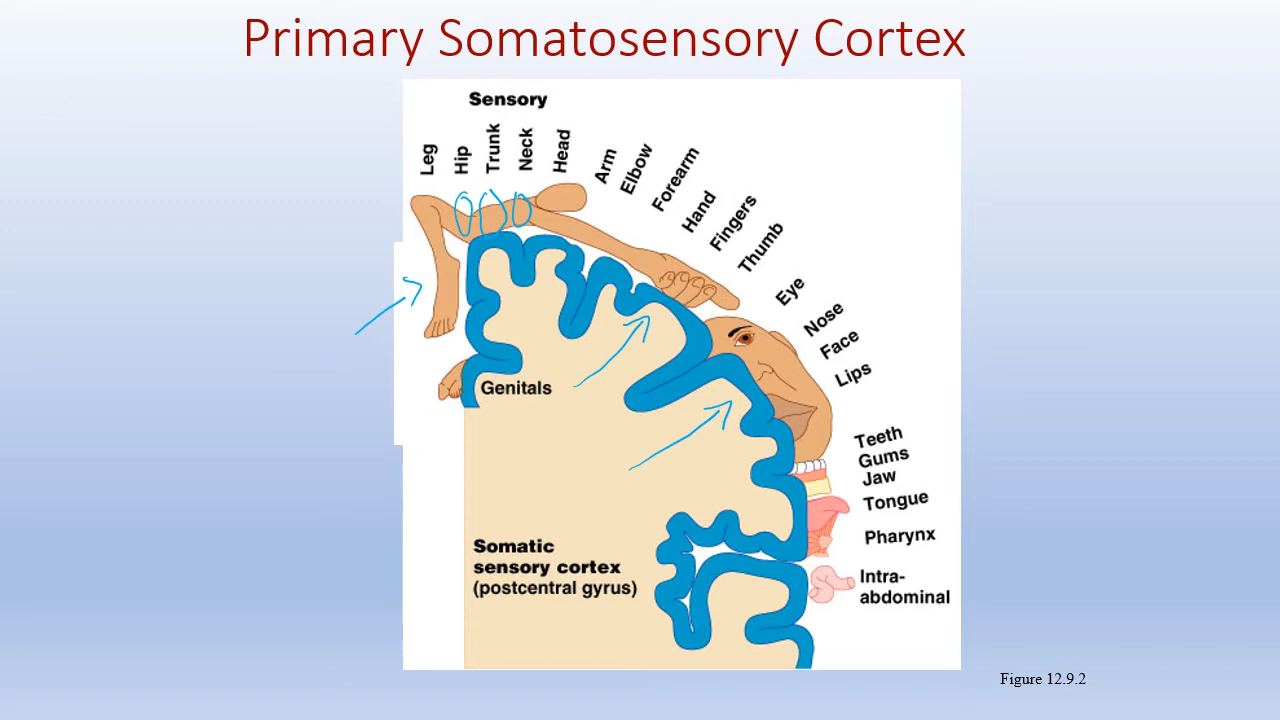 Primary Somatosensory Cortex
Sensory
Leg
Hip
Trunk
Neck
Head
Arm
Elbow
Forearm
Hand
Fingers
Thumb
Eye
Nose
Face
Lips
Teeth
Gums
Jaw
Tongue
Pharynx
Intra-
abdominal
Genitals
Somatic
sensory cortex
(postcentral gyrus)
Figure 12.9.2